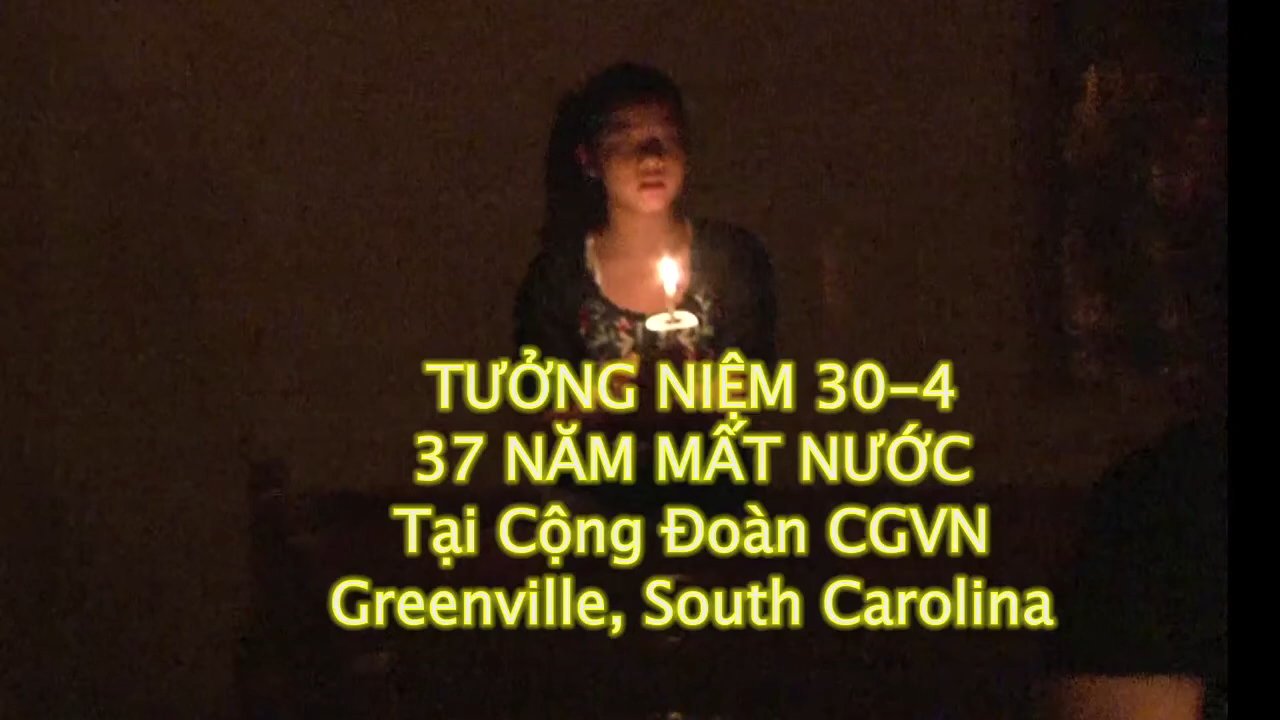 TƯỞNG NIỆM 30-4
37 NĂM MẤT NƯỚC
Tại Cộng Đoàn CGVN
Greenville, South Carolina